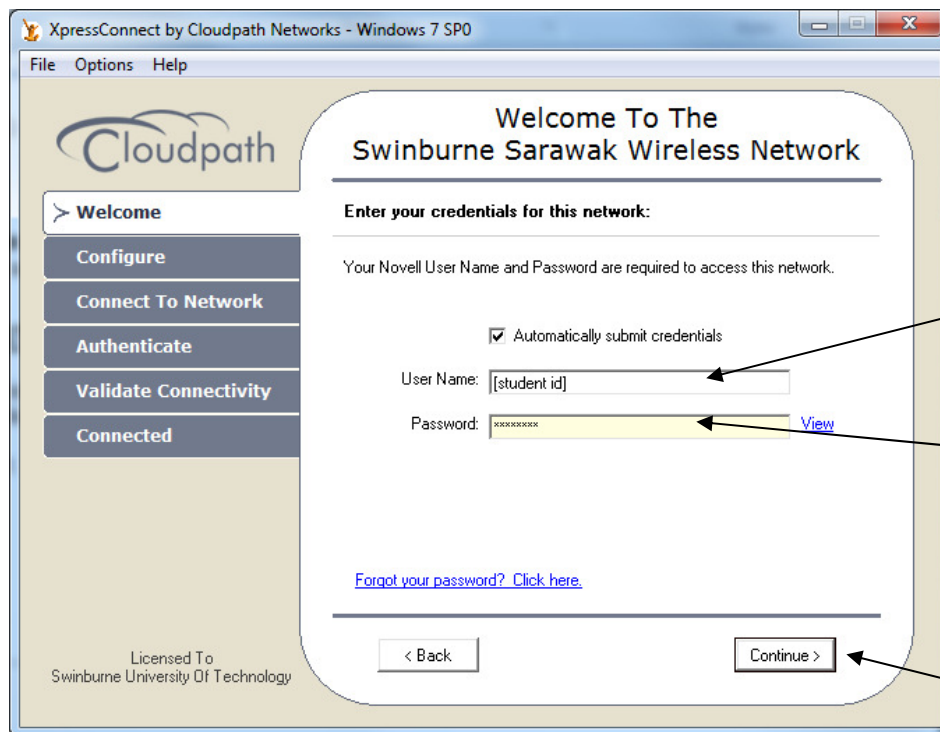 XpressConnect by Cloudpath Networks - Windows 7 SP0
File Options Help
Cloudpath
Welcome To The
Swinburne Sarawak Wireless Network
> Welcome
Configure
Connect To Network
Authenticate
Validate Connectivity
Connected
Enter your credentials for this network:
Your Novell User Name and Password are required to access this network.
Automatically submit credentials
User Name: [student id]
Password: ******** View
Forgot your password? Click here.
< Back Continue >
Licensed To
Swinburne University Of Technology